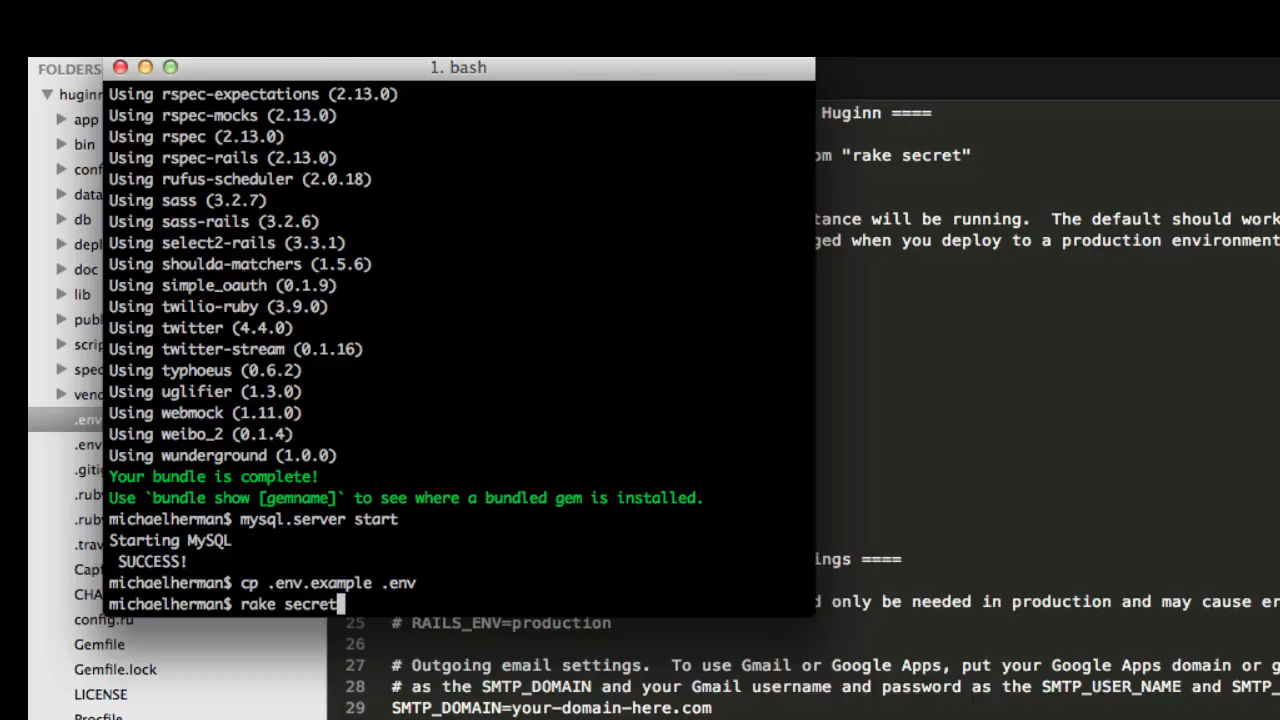 FOLDERS
huginn
app
bin
conf
data
db
depl
doc
lib
publ
scrip
spec
vend
.env
.env
.gitig
.rub
.rub
.trav
Cap
CHA
config.ru
Gemfile
Gemfile.lock
LICENSE
Procfile
1. bash
Using rspec-expectations (2.13.0)
Using rspec-mocks (2.13.0)
Using rspec (2.13.0)
Using rspec-rails (2.13.0)
Using rufus-scheduler (2.0.18)
Using sass (3.2.7)
Using sass-rails (3.2.6)
Using select2-rails (3.3.1)
Using shoulda-matchers (1.5.6)
Using simple_oauth (0.1.9)
Using twilio-ruby (3.9.0)
Using twitter (4.4.0)
Using twitter-stream (0.1.16)
Using typhoeus (0.6.2)
Using uglifier (1.3.0)
Using webmock (1.11.0)
Using weibo_2 (0.1.4)
Using wunderground (1.0.0)
Your bundle is complete!
Use `bundle show [gemname]` to see where a bundled gem is installed.
michaelherman$ mysql.server start
Starting MySQL
SUCCESS!
michaelherman$ cp .env.example .env
michaelherman$ rake secret
Huginn ====
om "rake secret"
tance will be running. The default should work
ged when you deploy to a production environment
ings ====
d only be needed in production and may cause er
25 # RAILS_ENV=production
26
27 # Outgoing email settings. To use Gmail or Google Apps, put your Google Apps domain or g
28 # as the SMTP_DOMAIN and your Gmail username and password as the SMTP_USER_NAME and SMTP_
29 SMTP_DOMAIN=your-domain-here.com